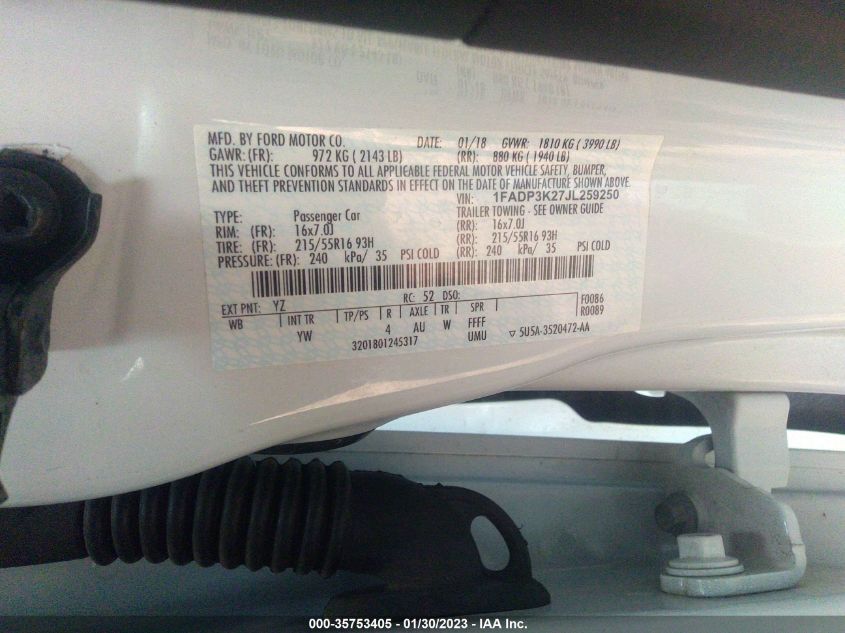 MFD. BY FORD MOTOR CO. DATE: 01/18 GVWR: 1810 KG ( 3990 LB)
GAWR: (FR): 972 KG ( 2143 LB) (RR): 880 KG ( 1940 LB)
THIS VEHICLE CONFORMS TO ALL APPLICABLE FEDERAL MOTOR VEHICLE SAFETY, BUMPER,
AND THEFT PREVENTION STANDARDS IN EFFECT ON THE DATE OF MANUFACTURE SHOWN ABOVE.
VIN: 1FADP3K27JL259250
TYPE: Passenger Car TRAILER TOWING - SEE OWNER GUIDE
RIM: (FR): 16x7.0J (RR): 16x7.0J
TIRE: (FR): 215/55R16 93H (RR): 215/55R16 93H
PRESSURE: (FR): 240 kPa/ 35 PSI COLD (RR): 240 kPa/ 35 PSI COLD
EXT PNT: YZ RC: 52 DSO: F0086
WB INT TR TP/PS R AXLE TR SPR R0089
YW 4 AU W FFFF
3201801245317 UMU ▽ 5U5A-3520472-AA
000-35753405 - 01/30/2023 - IAA Inc.